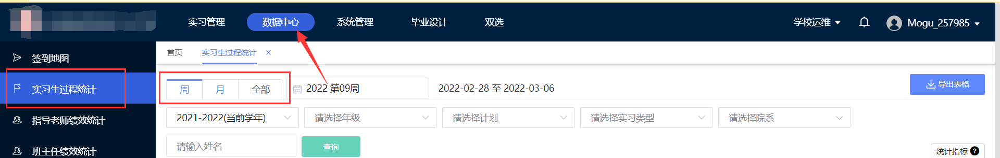 实习管理 数据中心 系统管理 毕业设计 双选 学校运维 Mogu_257985
签到地图
实习生过程统计
指导老师绩效统计
班主任绩效统计
首页 实习生过程统计 ×
周 月 全部 2022 第09周 2022-02-28 至 2022-03-06 导出表格
2021-2022(当前学年) 请选择年级 请选择计划 请选择实习类型 请选择院系
请输入姓名 查询
统计指标 ?